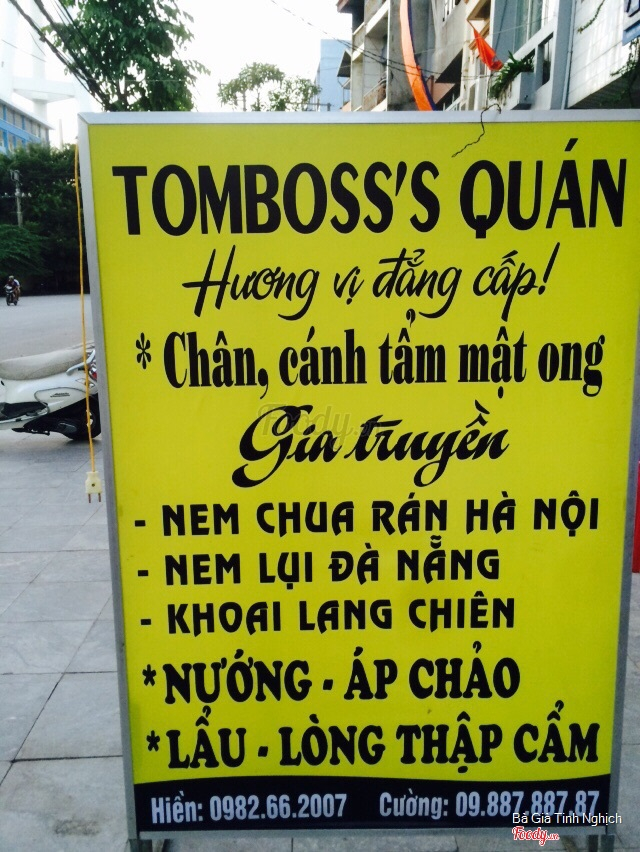 TOMBOSS'S QUÁN
Hương vị đẳng cấp!
* Chân, cánh tẩm mật ong
Gia truyền
- NEM CHUA RÁN HÀ NỘI
- NEM LỤI ĐÀ NẴNG
- KHOAI LANG CHIÊN
* NƯỚNG - ÁP CHẢO
* LẨU - LÒNG THẬP CẨM
Hiền: 0982.66.2007 Cường: 09.887.887.87
Bà Già Tinh Nghịch
Foody.vn